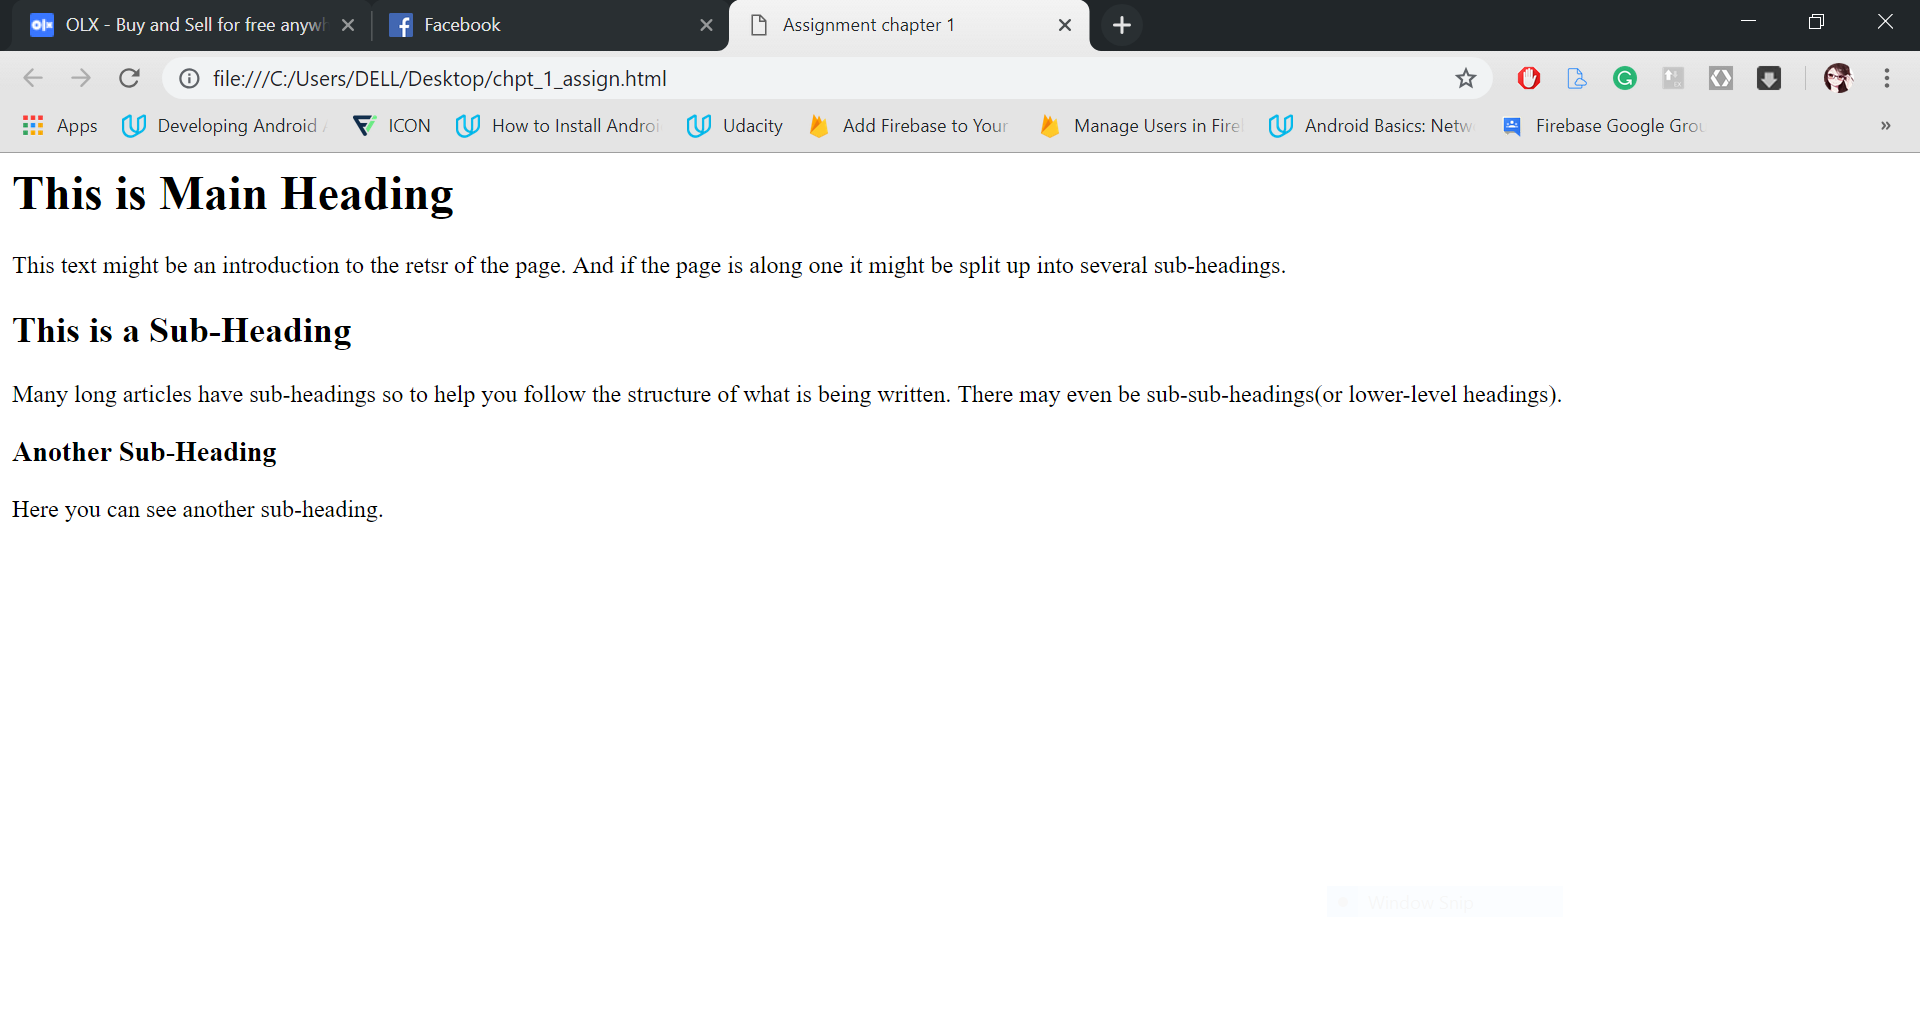 OLX - Buy and Sell for free anywh
Facebook
Assignment chapter 1
file:///C:/Users/DELL/Desktop/chpt_1_assign.html
Apps
Developing Android
ICON
How to Install Androi
Udacity
Add Firebase to Your
Manage Users in Fire
Android Basics: Netw
Firebase Google Grou
This is Main Heading
This text might be an introduction to the retsr of the page. And if the page is along one it might be split up into several sub-headings.
This is a Sub-Heading
Many long articles have sub-headings so to help you follow the structure of what is being written. There may even be sub-sub-headings(or lower-level headings).
Another Sub-Heading
Here you can see another sub-heading.
Window Snip